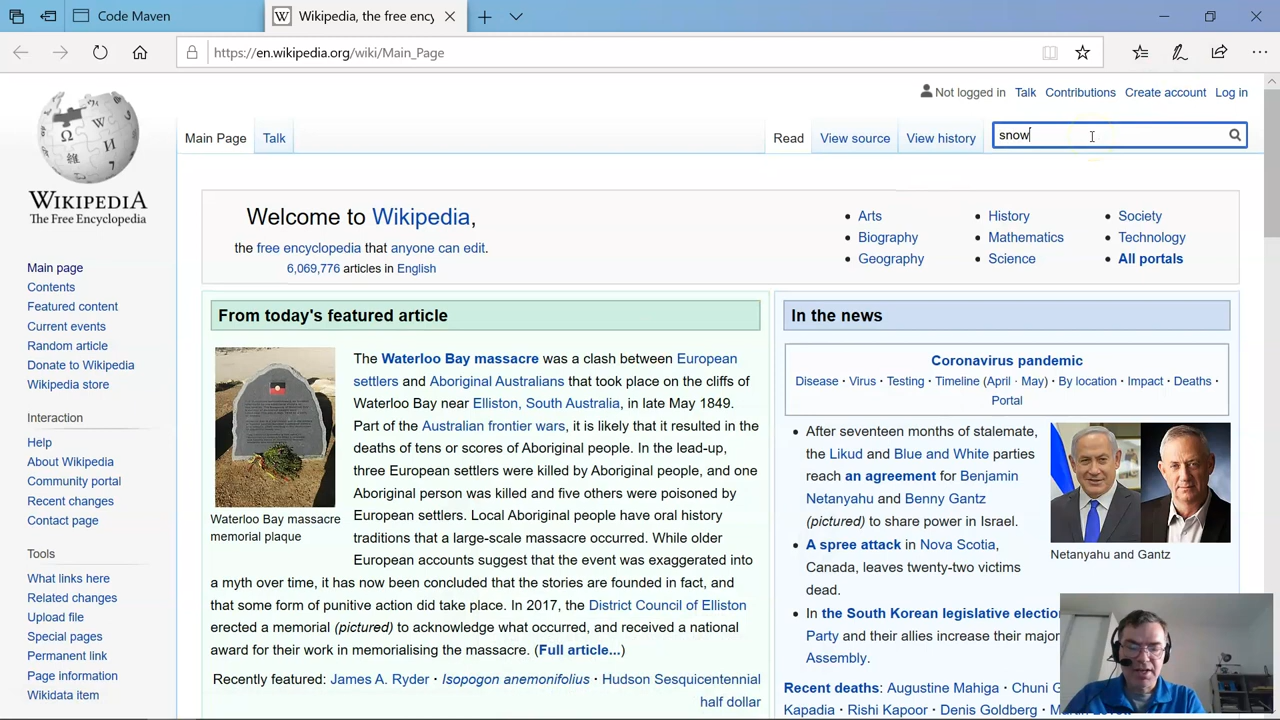 Code Maven
Wikipedia, the free ency
https://en.wikipedia.org/wiki/Main_Page
Not logged in Talk Contributions Create account Log in
Main Page Talk Read View source View history snow
WIKIPEDIA
The Free Encyclopedia
Main page
Contents
Featured content
Current events
Random article
Donate to Wikipedia
Wikipedia store
Interaction
Help
About Wikipedia
Community portal
Recent changes
Contact page
Tools
What links here
Related changes
Upload file
Special pages
Permanent link
Page information
Wikidata item
Welcome to Wikipedia,
the free encyclopedia that anyone can edit.
6,069,776 articles in English
Arts
Biography
Geography
History
Mathematics
Science
Society
Technology
All portals
From today's featured article
The Waterloo Bay massacre was a clash between European
settlers and Aboriginal Australians that took place on the cliffs of
Waterloo Bay near Elliston, South Australia, in late May 1849.
Part of the Australian frontier wars, it is likely that it resulted in the
deaths of tens or scores of Aboriginal people. In the lead-up,
three European settlers were killed by Aboriginal people, and one
Aboriginal person was killed and five others were poisoned by
European settlers. Local Aboriginal people have oral history
traditions that a large-scale massacre occurred. While older
European accounts suggest that the event was exaggerated into
a myth over time, it has now been concluded that the stories are founded in fact, and
that some form of punitive action did take place. In 2017, the District Council of Elliston
erected a memorial (pictured) to acknowledge what occurred, and received a national
award for their work in memorialising the massacre. (Full article...)
Waterloo Bay massacre
memorial plaque
Recently featured: James A. Ryder · Isopogon anemonifolius · Hudson Sesquicentennial
half dollar
In the news
Coronavirus pandemic
Disease · Virus · Testing · Timeline (April · May) · By location · Impact · Deaths ·
Portal
After seventeen months of stalemate,
the Likud and Blue and White parties
reach an agreement for Benjamin
Netanyahu and Benny Gantz
(pictured) to share power in Israel.
Netanyahu and Gantz
A spree attack in Nova Scotia,
Canada, leaves twenty-two victims
dead.
In the South Korean legislative electio
Party and their allies increase their major
Assembly.
Recent deaths: Augustine Mahiga · Chuni G
Kapadia · Rishi Kapoor · Denis Goldberg ·